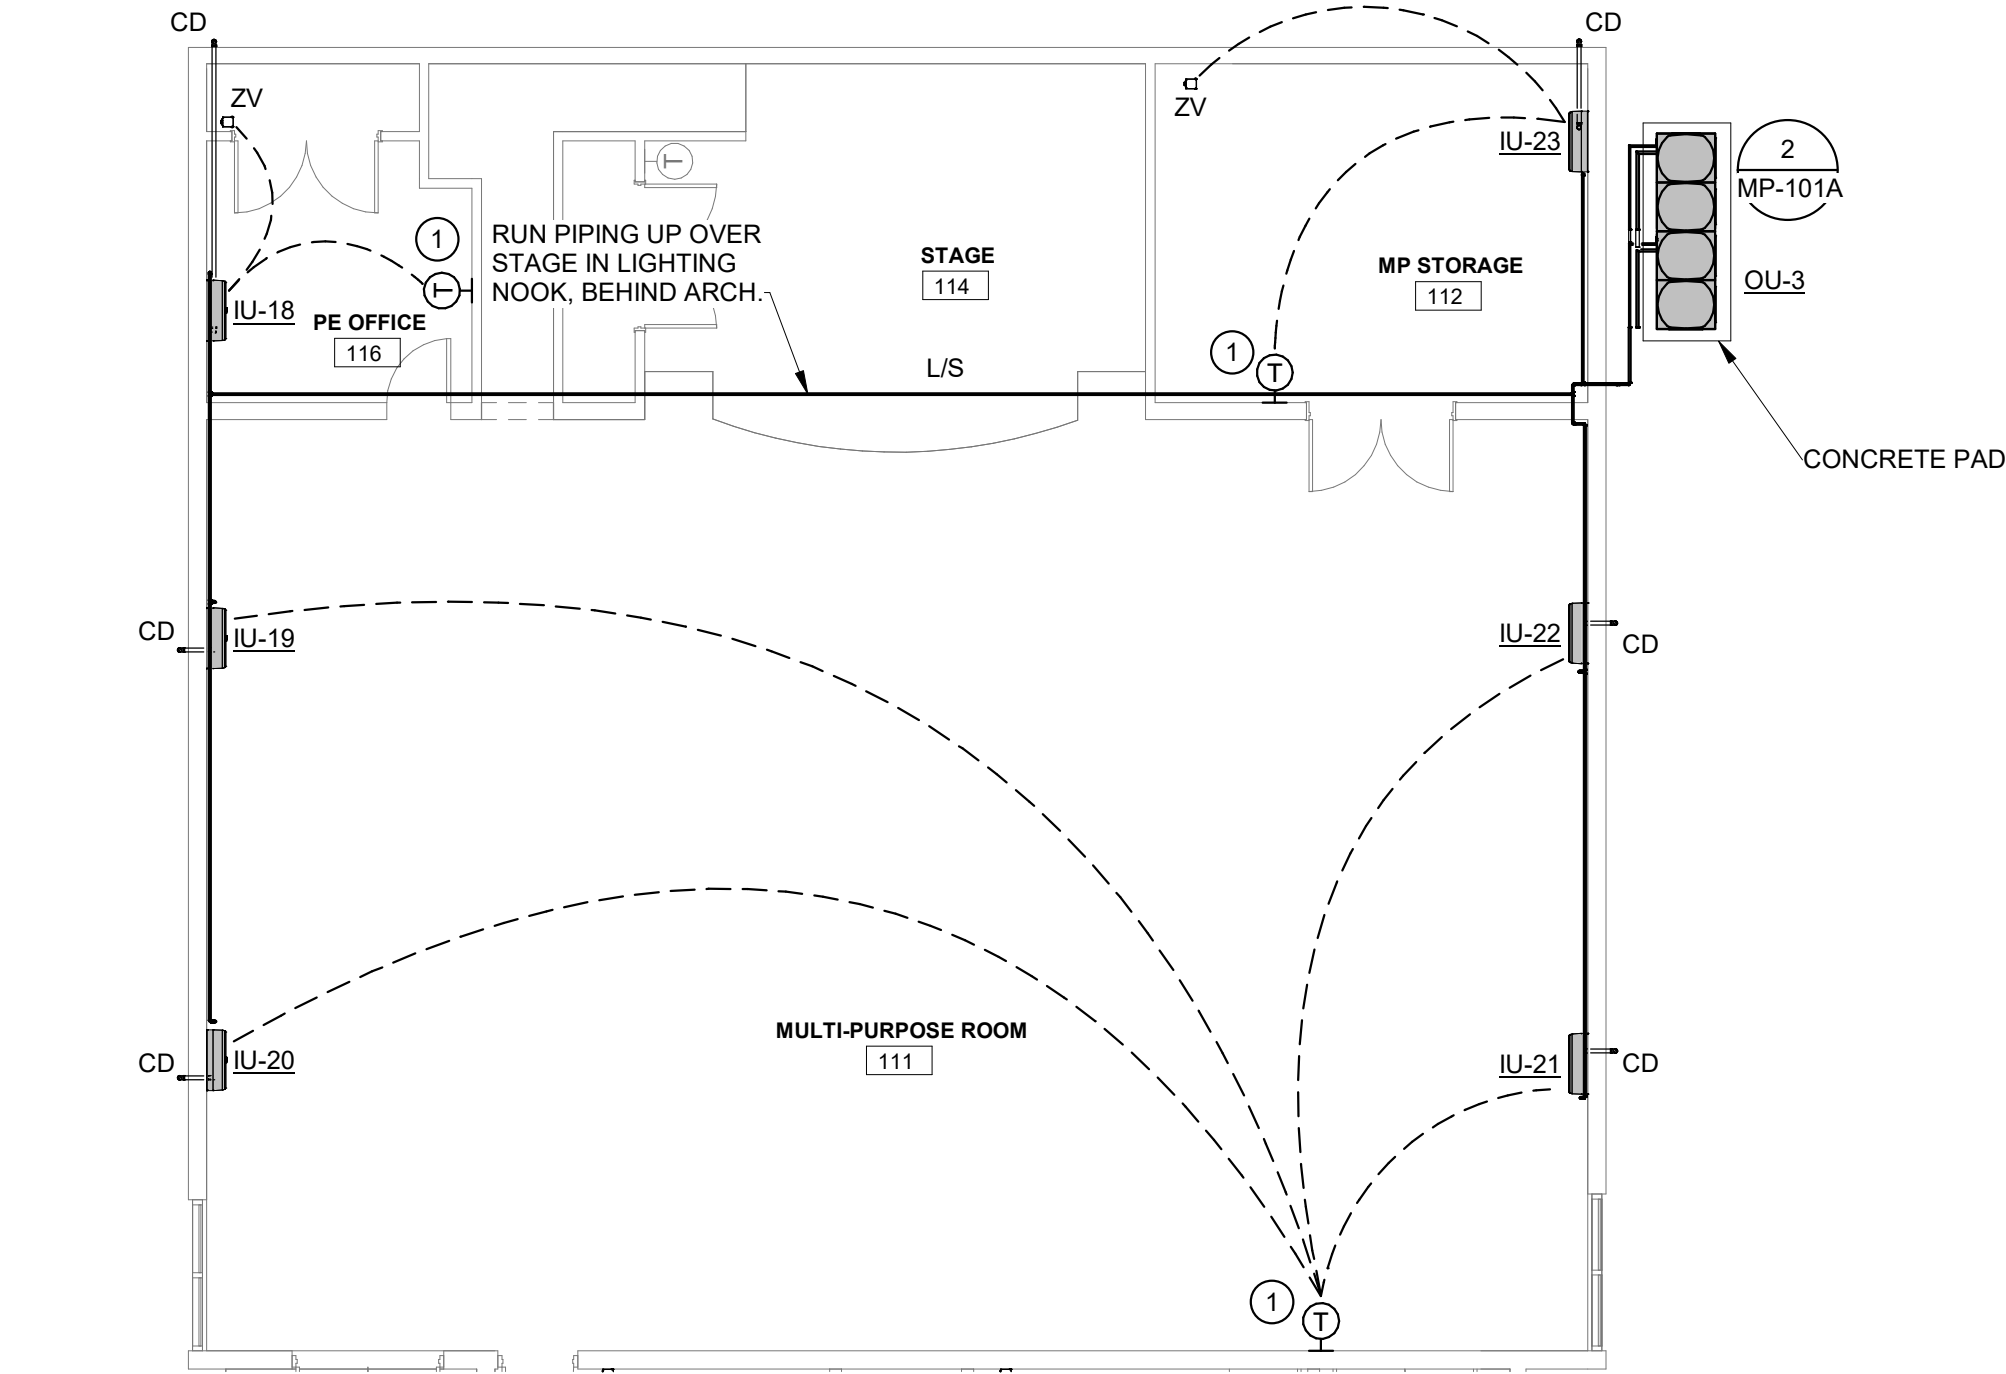 CD
CD
ZV
ZV
IU-23
2
MP-101A
T
1
RUN PIPING UP OVER
STAGE IN LIGHTING
NOOK, BEHIND ARCH.
STAGE
114
MP STORAGE
112
OU-3
T
IU-18
PE OFFICE
116
L/S
1
T
CONCRETE PAD
CD
IU-19
IU-22
CD
MULTI-PURPOSE ROOM
111
CD
IU-20
IU-21
CD
1
T